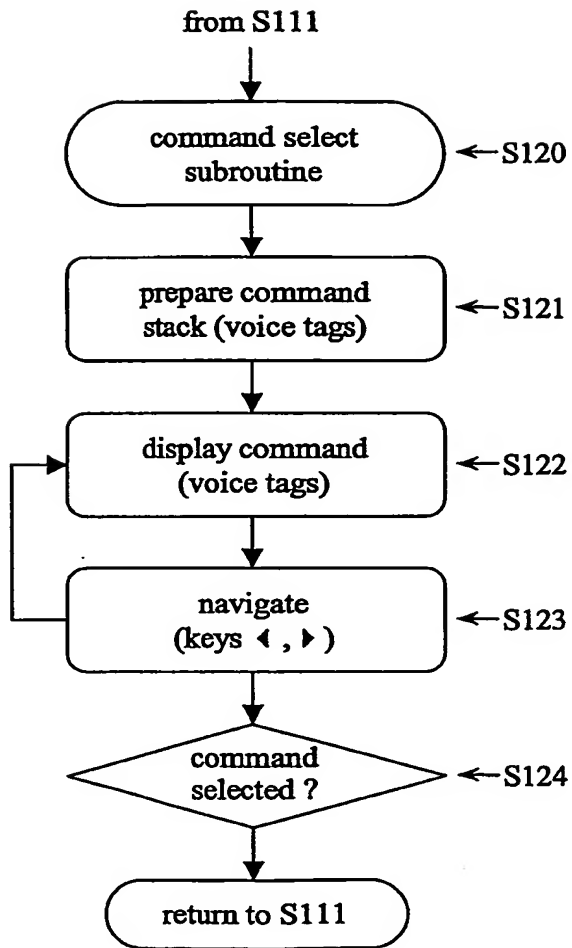 from S111
command select
subroutine
S120
prepare command
stack (voice tags)
S121
display command
(voice tags)
S122
navigate
(keys ◀ , ▶ )
S123
command
selected ?
S124
return to S111